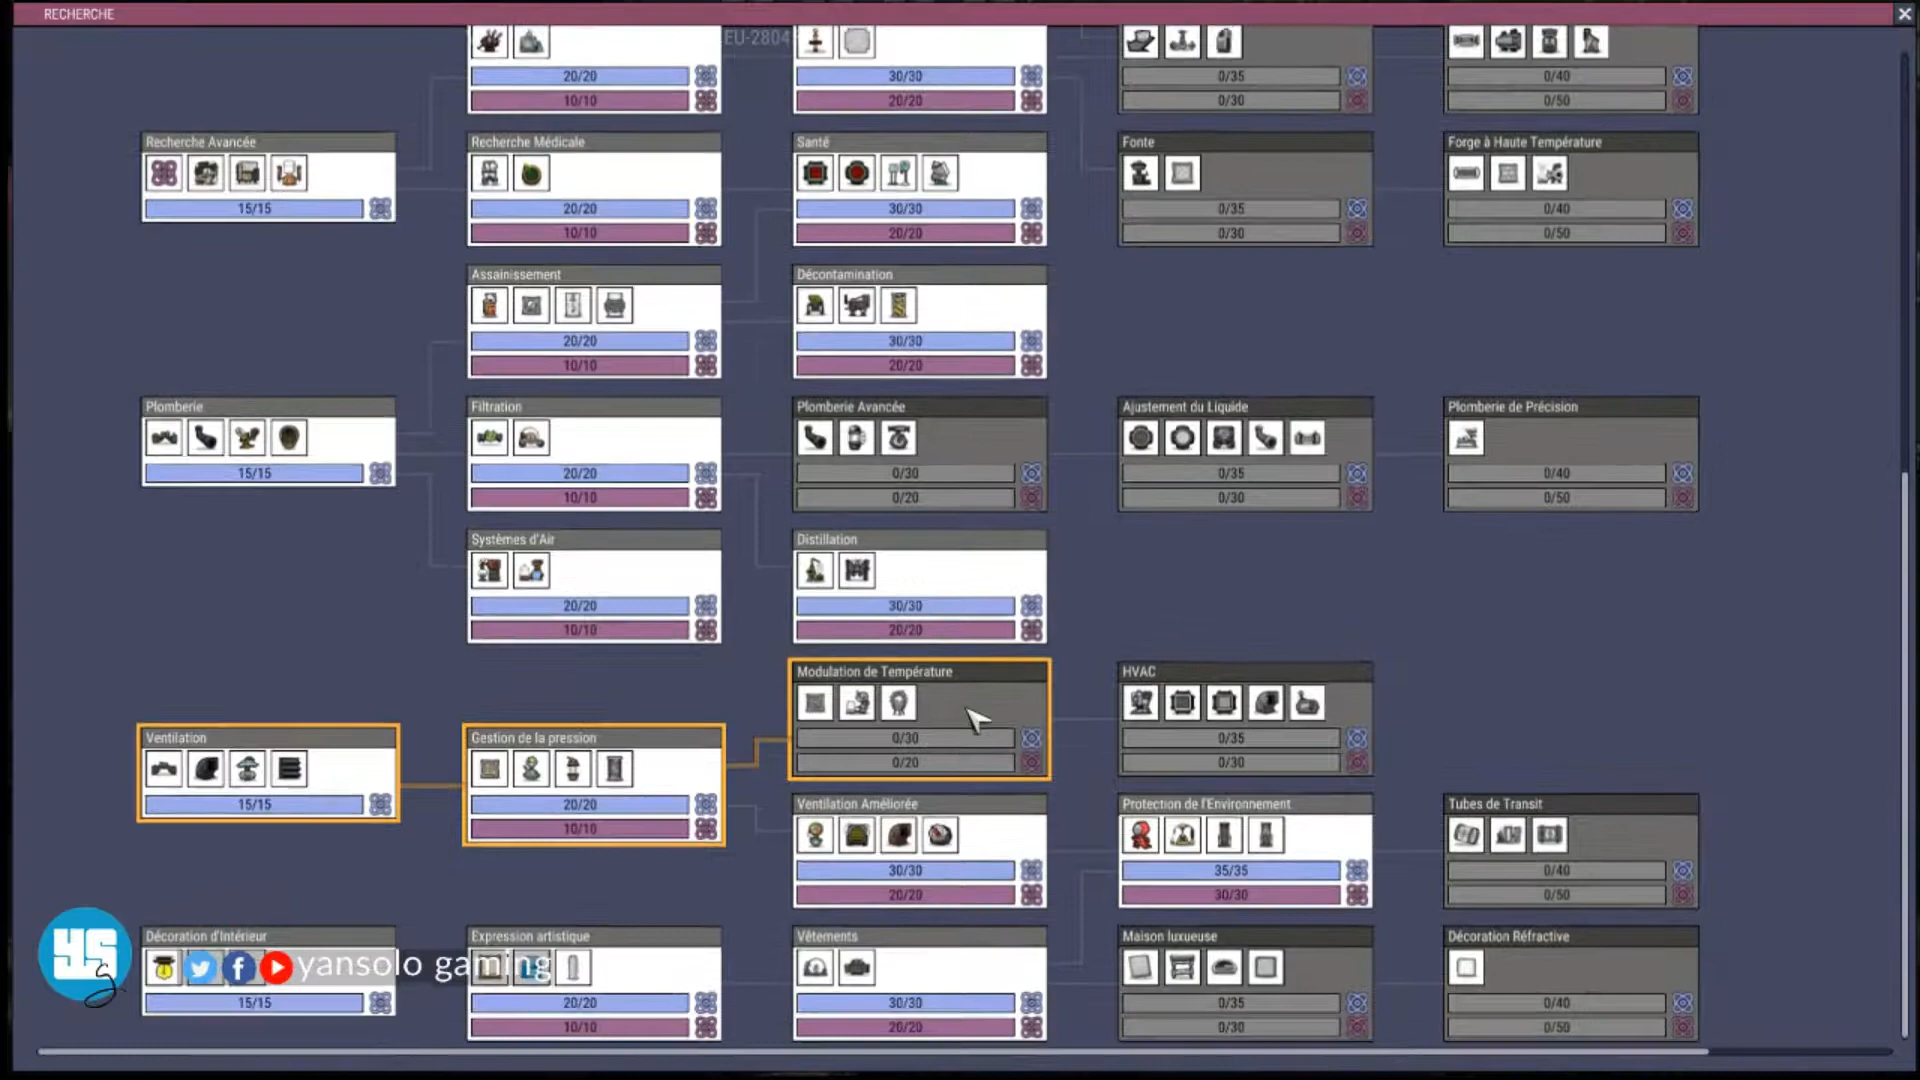 RECHERCHE
EU-2804
20/20
30/30
0/35
0/40
10/10
20/20
0/30
0/50
Recherche Avancée
Recherche Médicale
Santé
Fonte
Forge à Haute Température
15/15
20/20
30/30
0/35
0/40
10/10
20/20
0/30
0/50
Assainissement
Décontamination
20/20
30/30
10/10
20/20
Plomberie
Filtration
Plomberie Avancée
Ajustement du Liquide
Plomberie de Précision
15/15
20/20
0/30
0/35
0/40
10/10
0/20
0/30
0/50
Systèmes d'Air
Distillation
20/20
30/30
10/10
20/20
Modulation de Température
HVAC
0/30
0/35
0/20
0/30
Ventilation
Gestion de la pression
15/15
20/20
10/10
Ventilation Améliorée
Protection de l'Environnement
Tubes de Transit
30/30
35/35
0/40
20/20
30/30
0/50
Décoration d'Intérieur
Expression artistique
Vêtements
Maison luxueuse
Décoration Réfractive
YSg
yansolo gaming
15/15
20/20
30/30
0/35
0/40
10/10
20/20
0/30
0/50